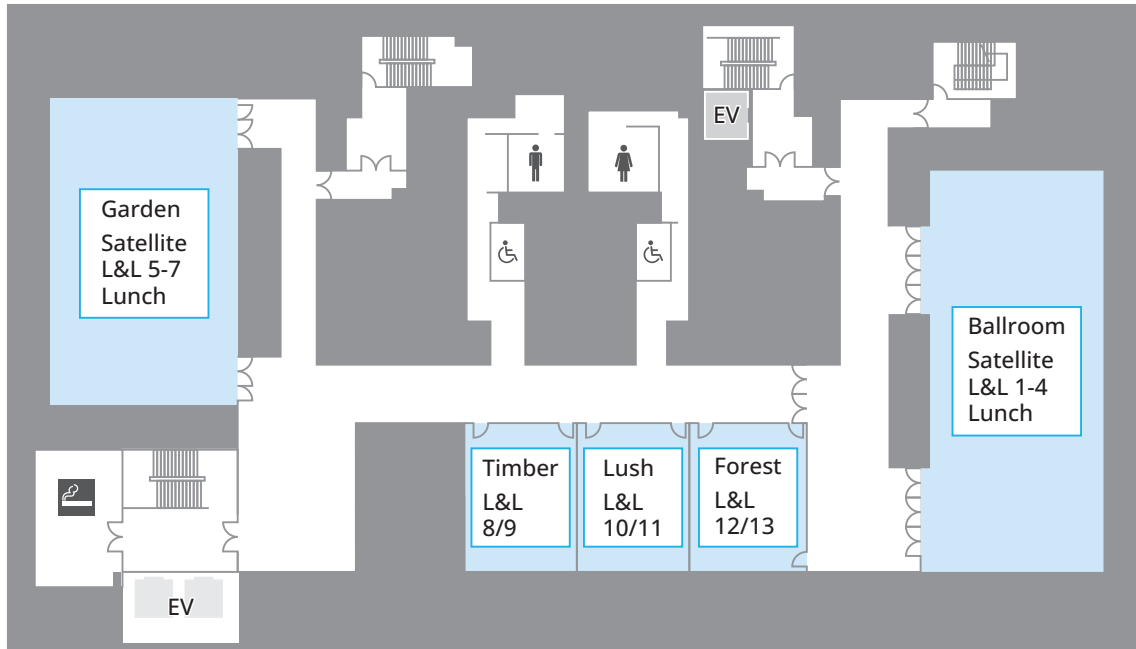 EV
Garden
Satellite
L&L 5-7
Lunch
Ballroom
Satellite
L&L 1-4
Lunch
Timber
L&L
8/9
Lush
L&L
10/11
Forest
L&L
12/13
EV